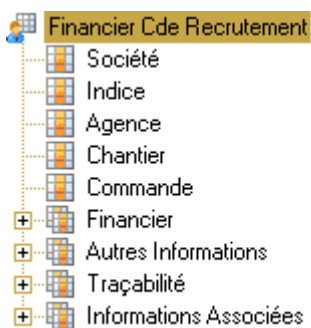 Financier Cde Recrutement
Société
Indice
Agence
Chantier
Commande
Financier
Autres Informations
Traçabilité
Informations Associées